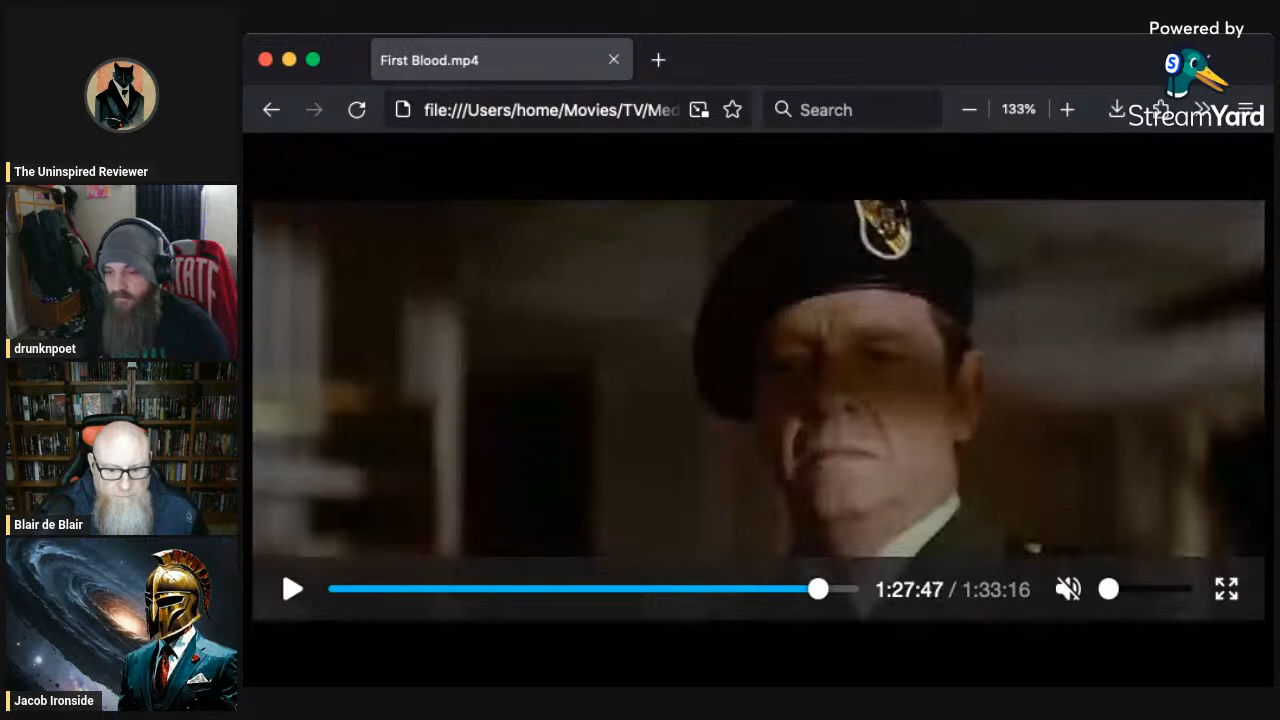 Powered by
StreamYard
First Blood.mp4
file:///Users/home/Movies/TV/Med
Search
133%
The Uninspired Reviewer
TATE
drunknpoet
Blair de Blair
1:27:47 / 1:33:16
Jacob Ironside